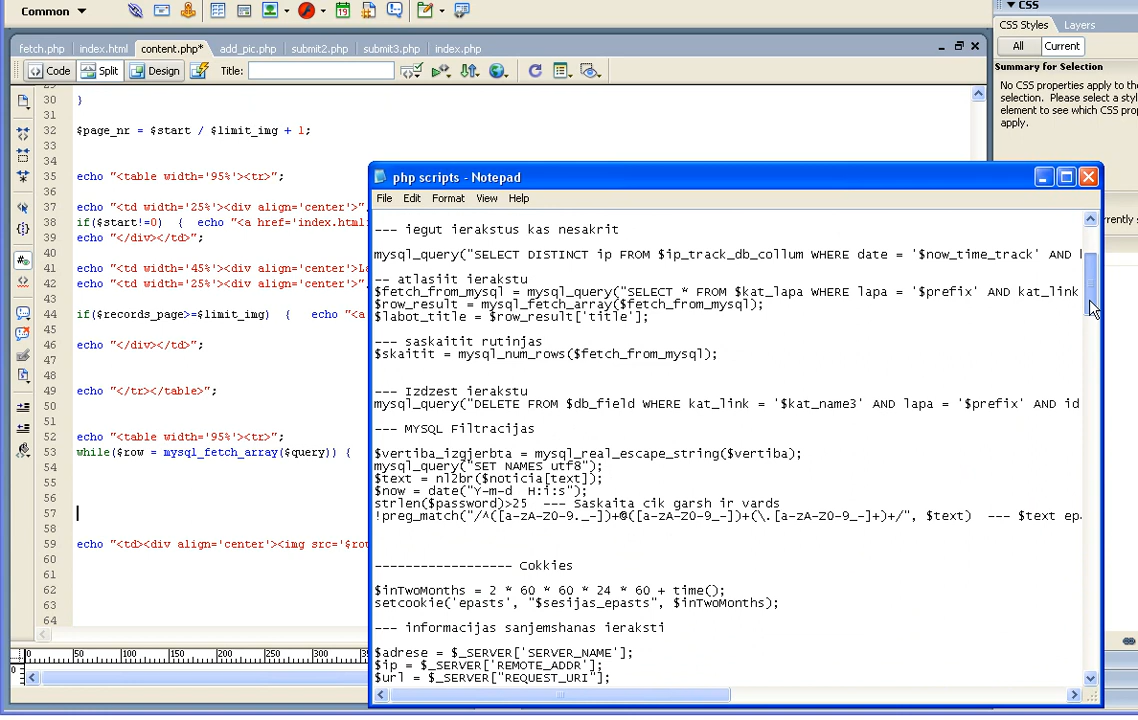 Common
CSS
CSS Styles
Layers
All
Current
Summary for Selection
No CSS properties apply to the
selection. Please select a
element to see which CSS
apply.
fetch.php
index.html
content.php*
add_pic.php
submit2.php
submit3.php
index.php
Code
Split
Design
Title:
30 }
31
32 $page_nr = $start / $limit_img + 1;
33
34
35 echo "<table width='95%'><tr>";
36
37 echo "<td width='25%'><div align='center'>"
38 if($start!=0) { echo "<a href='index.html
39 echo "</div></td>";
40
41 echo "<td width='45%'><div align='center'>
42 echo "<td width='25%'><div align='center'>"
43
44 if($records_page>=$limit_img) { echo "<a
45
46 echo "</div></td>";
47
48
49 echo "</tr></table>";
50
51
52 echo "<table width='95%'><tr>";
53 while($row = mysql_fetch_array($query)) {
54
55
56
57
58
59 echo "<td><div align='center'><img src='$ro
60
61
62
63
64
0 50 100 150 200 250 300
0
php scripts - Notepad
File Edit Format View Help
--- iegut ierakstus kas nesakrit
mysql_query("SELECT DISTINCT ip FROM $ip_track_db_collum WHERE date = '$now_time_track' AND
-- atlasiit ierakstu
$fetch_from_mysql = mysql_query("SELECT * FROM $kat_lapa WHERE lapa = '$prefix' AND kat_link
$row_result = mysql_fetch_array($fetch_from_mysql);
$labot_title = $row_result['title'];
--- saskaitit rutinjas
$skaitit = mysql_num_rows($fetch_from_mysql);
--- Izdzest ierakstu
mysql_query("DELETE FROM $db_field WHERE kat_link = '$kat_name3' AND lapa = '$prefix' AND id
--- MYSQL Filtracijas
$vertiba_izgjerbta = mysql_real_escape_string($vertiba);
mysql_query("SET NAMES utf8");
$text = nl2br($noticia[text]);
$now = date("Y-m-d H:i:s");
strlen($password)>25 --- Saskaita cik garsh ir vards
!preg_match("/^([a-zA-Z0-9._-])+@([a-zA-Z0-9_-])+(\.[a-zA-Z0-9_-]+)+/", $text) --- $text
------------------ Cokkies
$inTwoMonths = 2 * 60 * 60 * 24 * 60 + time();
setcookie('epasts', "$sesijas_epasts", $inTwoMonths);
--- informacijas sanjemshanas ieraksti
$adrese = $_SERVER['SERVER_NAME'];
$ip = $_SERVER['REMOTE_ADDR'];
$url = $_SERVER["REQUEST_URI"];